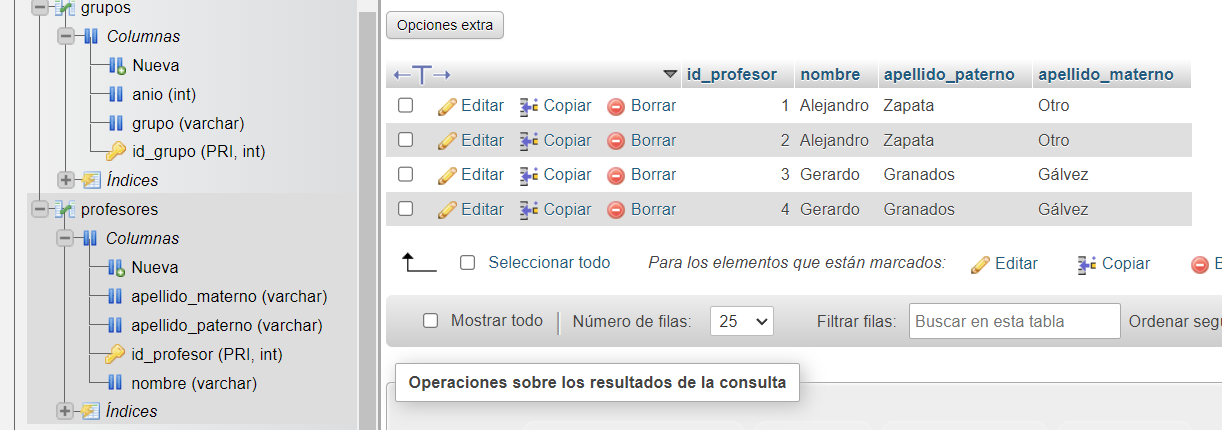 grupos
Columnas
Nueva
anio (int)
grupo (varchar)
id_grupo (PRI, int)
Índices
profesores
Columnas
Nueva
apellido_materno (varchar)
apellido_paterno (varchar)
id_profesor (PRI, int)
nombre (varchar)
Índices
Opciones extra
id_profesor nombre apellido_paterno apellido_materno
Editar Copiar Borrar 1 Alejandro Zapata Otro
Editar Copiar Borrar 2 Alejandro Zapata Otro
Editar Copiar Borrar 3 Gerardo Granados Gálvez
Editar Copiar Borrar 4 Gerardo Granados Gálvez
Seleccionar todo Para los elementos que están marcados: Editar Copiar
Mostrar todo Número de filas: 25 Filtrar filas: Buscar en esta tabla Ordenar
Operaciones sobre los resultados de la consulta